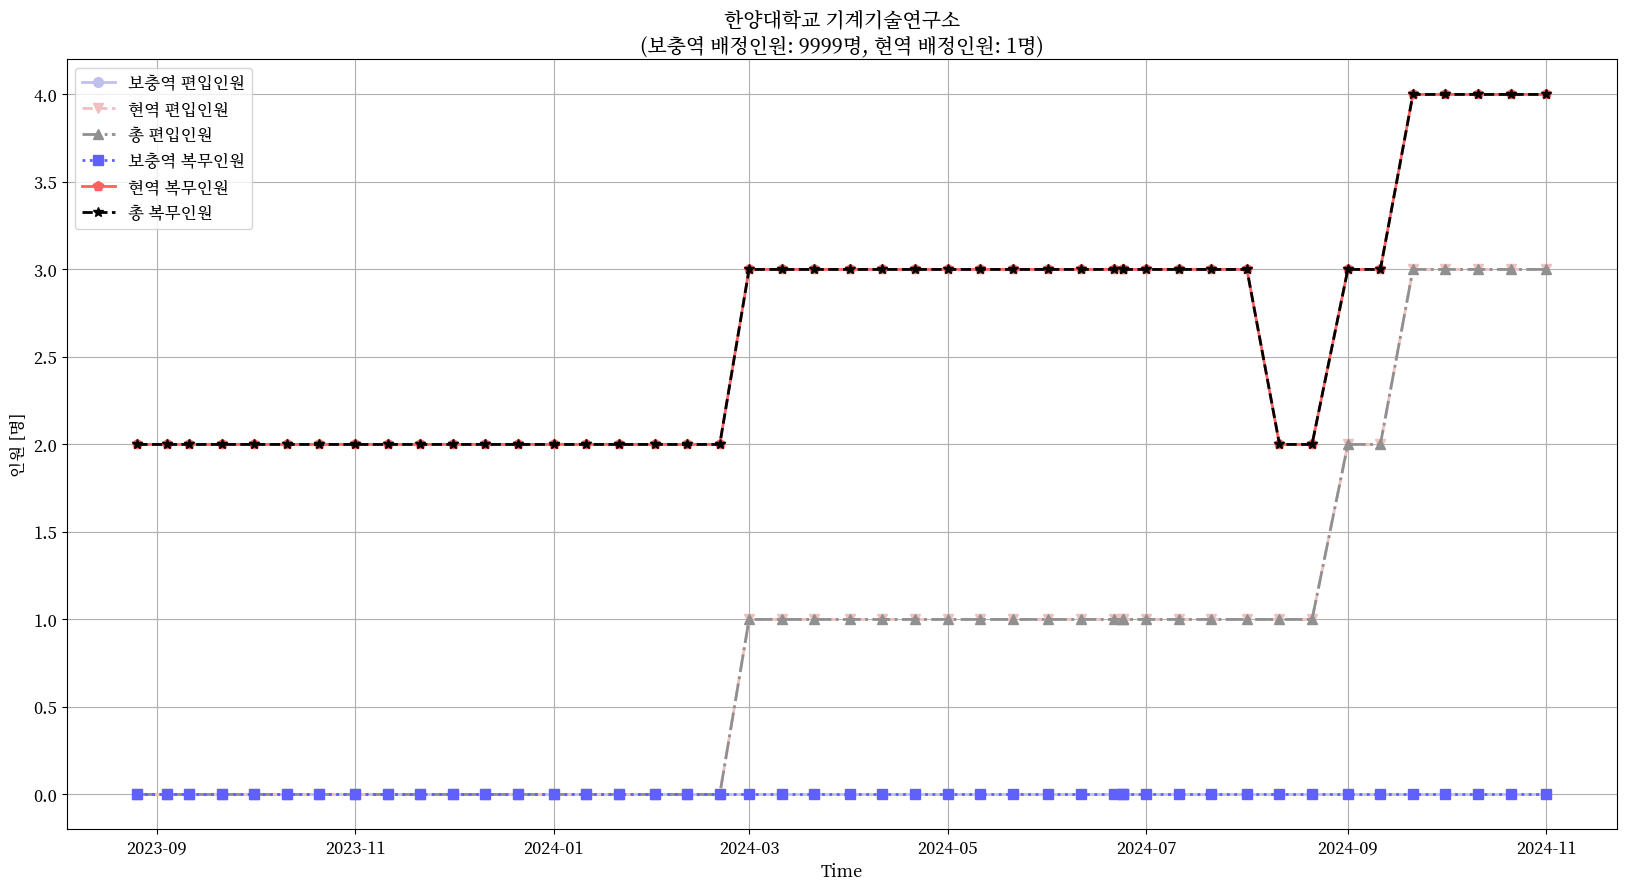 한양대학교 기계기술연구소
(보충역 배정인원: 9999명, 현역 배정인원: 1명)
보충역 편입인원
현역 편입인원
총 편입인원
보충역 복무인원
현역 복무인원
총 복무인원
인원 [명]
4.0
3.5
3.0
2.5
2.0
1.5
1.0
0.5
0.0
2023-09
2023-11
2024-01
2024-03
2024-05
2024-07
2024-09
2024-11
Time